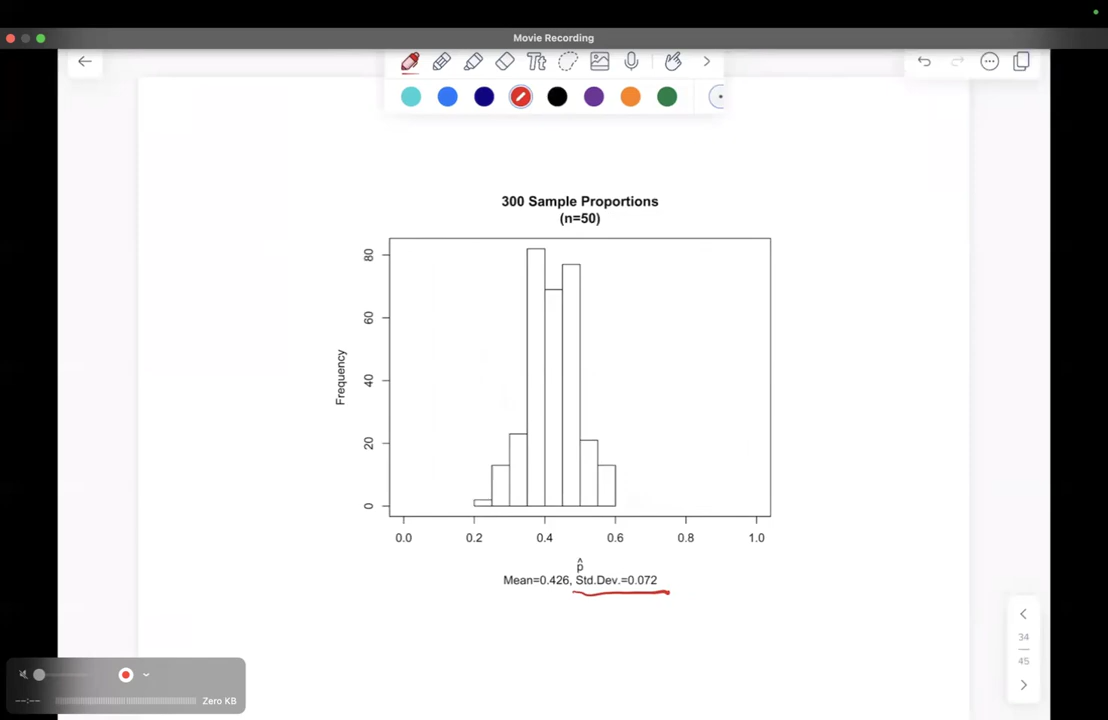 Movie Recording
Tt
300 Sample Proportions
(n=50)
80
60
40
20
0
Frequency
0.0 0.2 0.4 0.6 0.8 1.0
p̂
Mean=0.426, Std.Dev.=0.072
34
45
--:--
Zero KB